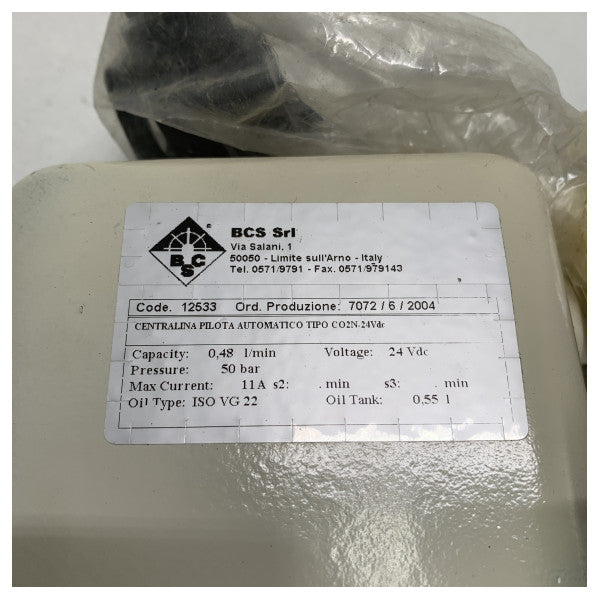 B C S
BCS Srl
Via Salani, 1
50050 - Limite sull'Arno - Italy
Tel. 0571/9791 - Fax. 0571/979143
Code. 12533 Ord. Produzione: 7072 / 6 / 2004
CENTRALINA PILOTA AUTOMATICO TIPO CO2N-24Vdc
Capacity: 0,48 l/min Voltage: 24 Vdc
Pressure: 50 bar
Max Current: 11 A s2: . min s3: . min
Oil Type: ISO VG 22 Oil Tank: 0,55 l